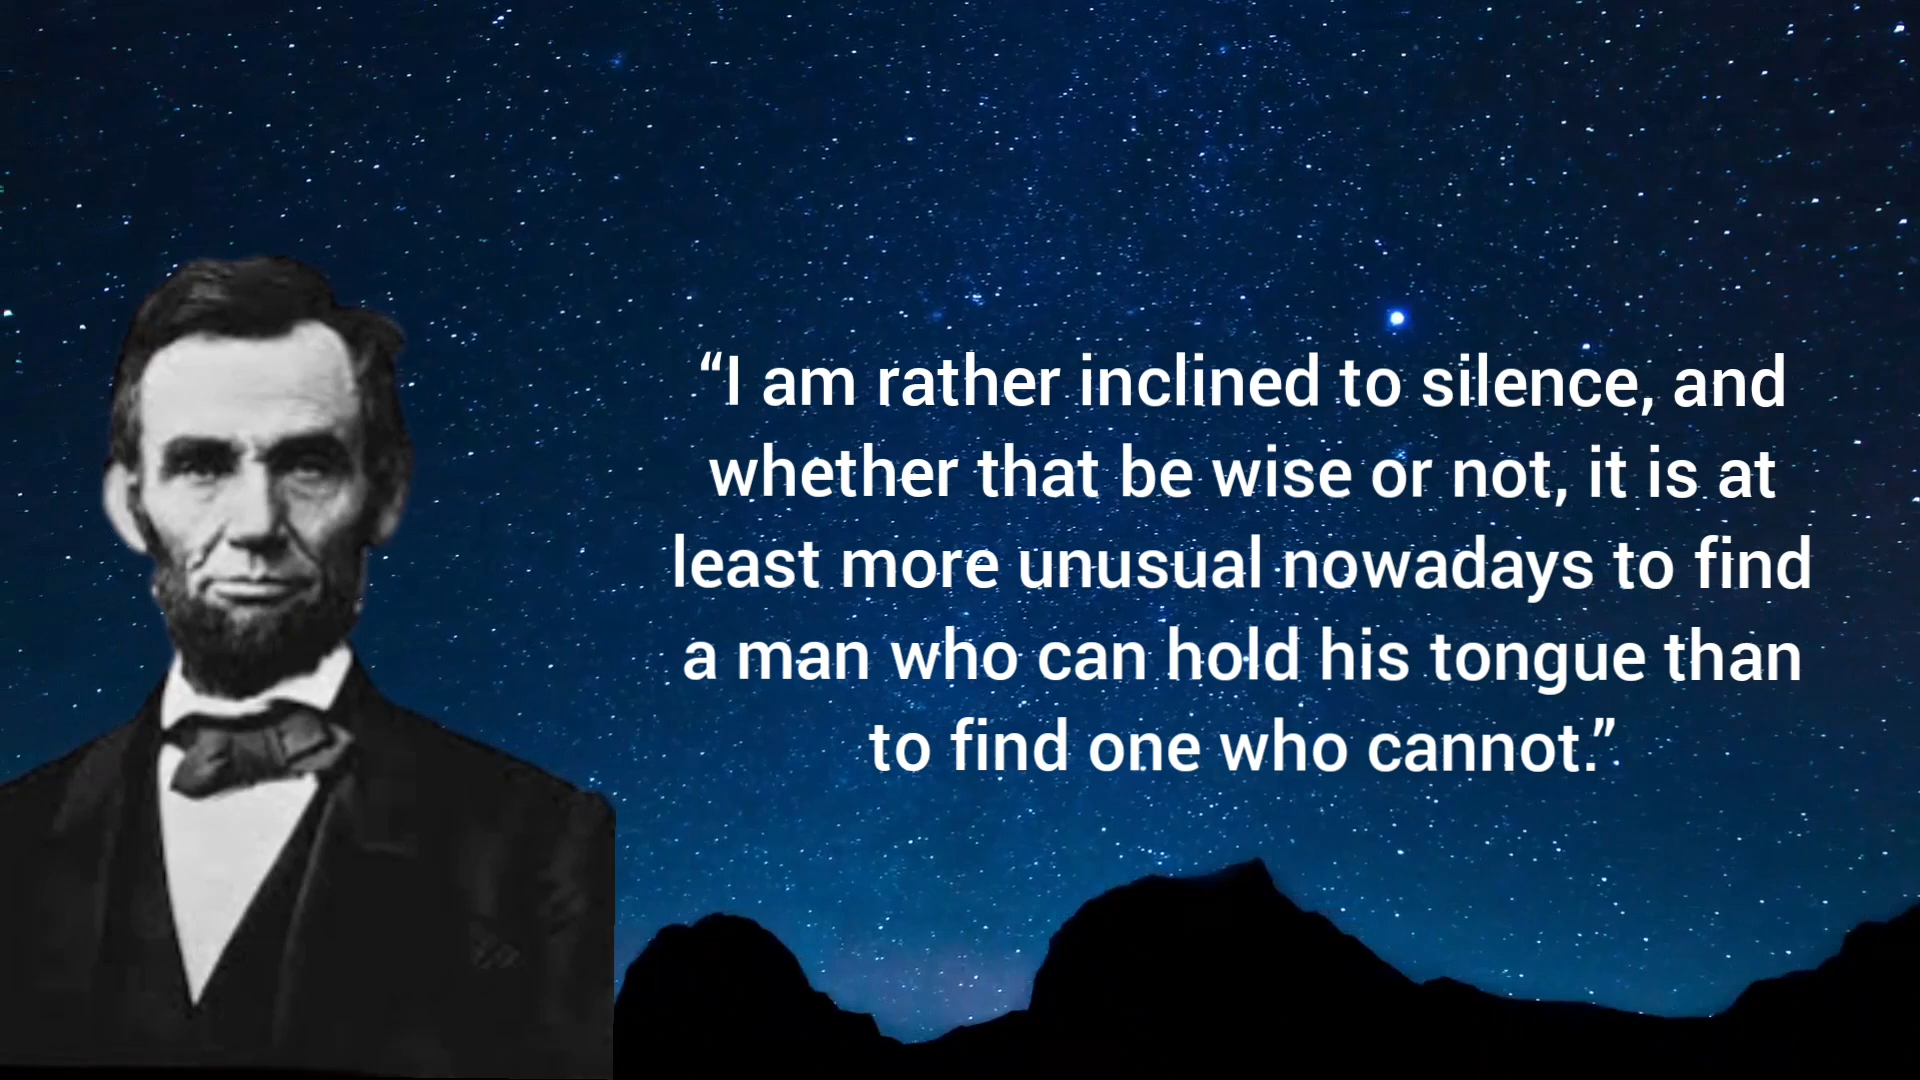 “I am rather inclined to silence, and
whether that be wise or not, it is at
least more unusual nowadays to find
a man who can hold his tongue than
to find one who cannot.”